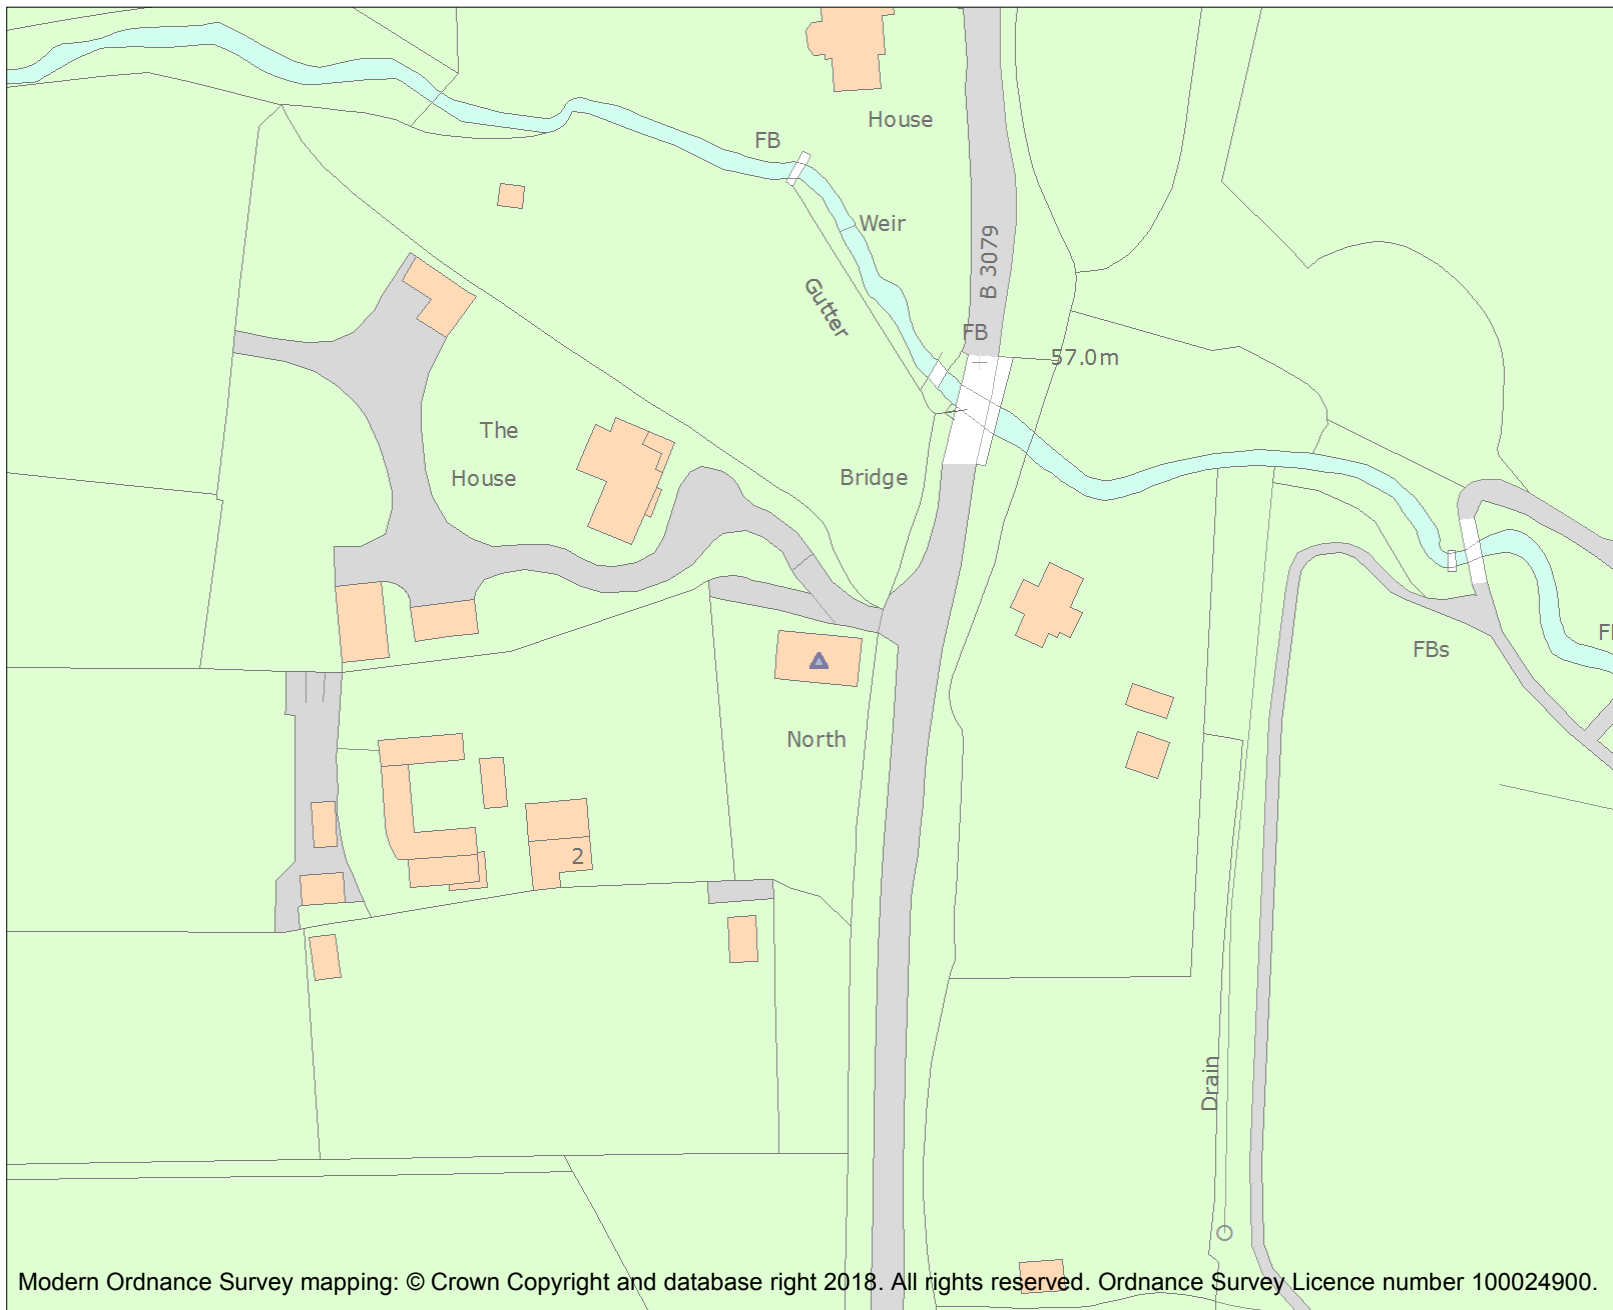 House
FB
Weir
B 3079
Gutter
FB
57.0m
The
House
Bridge
FBs
North
2
Drain
Modern Ordnance Survey mapping: © Crown Copyright and database right 2018. All rights reserved. Ordnance Survey Licence number 100024900.